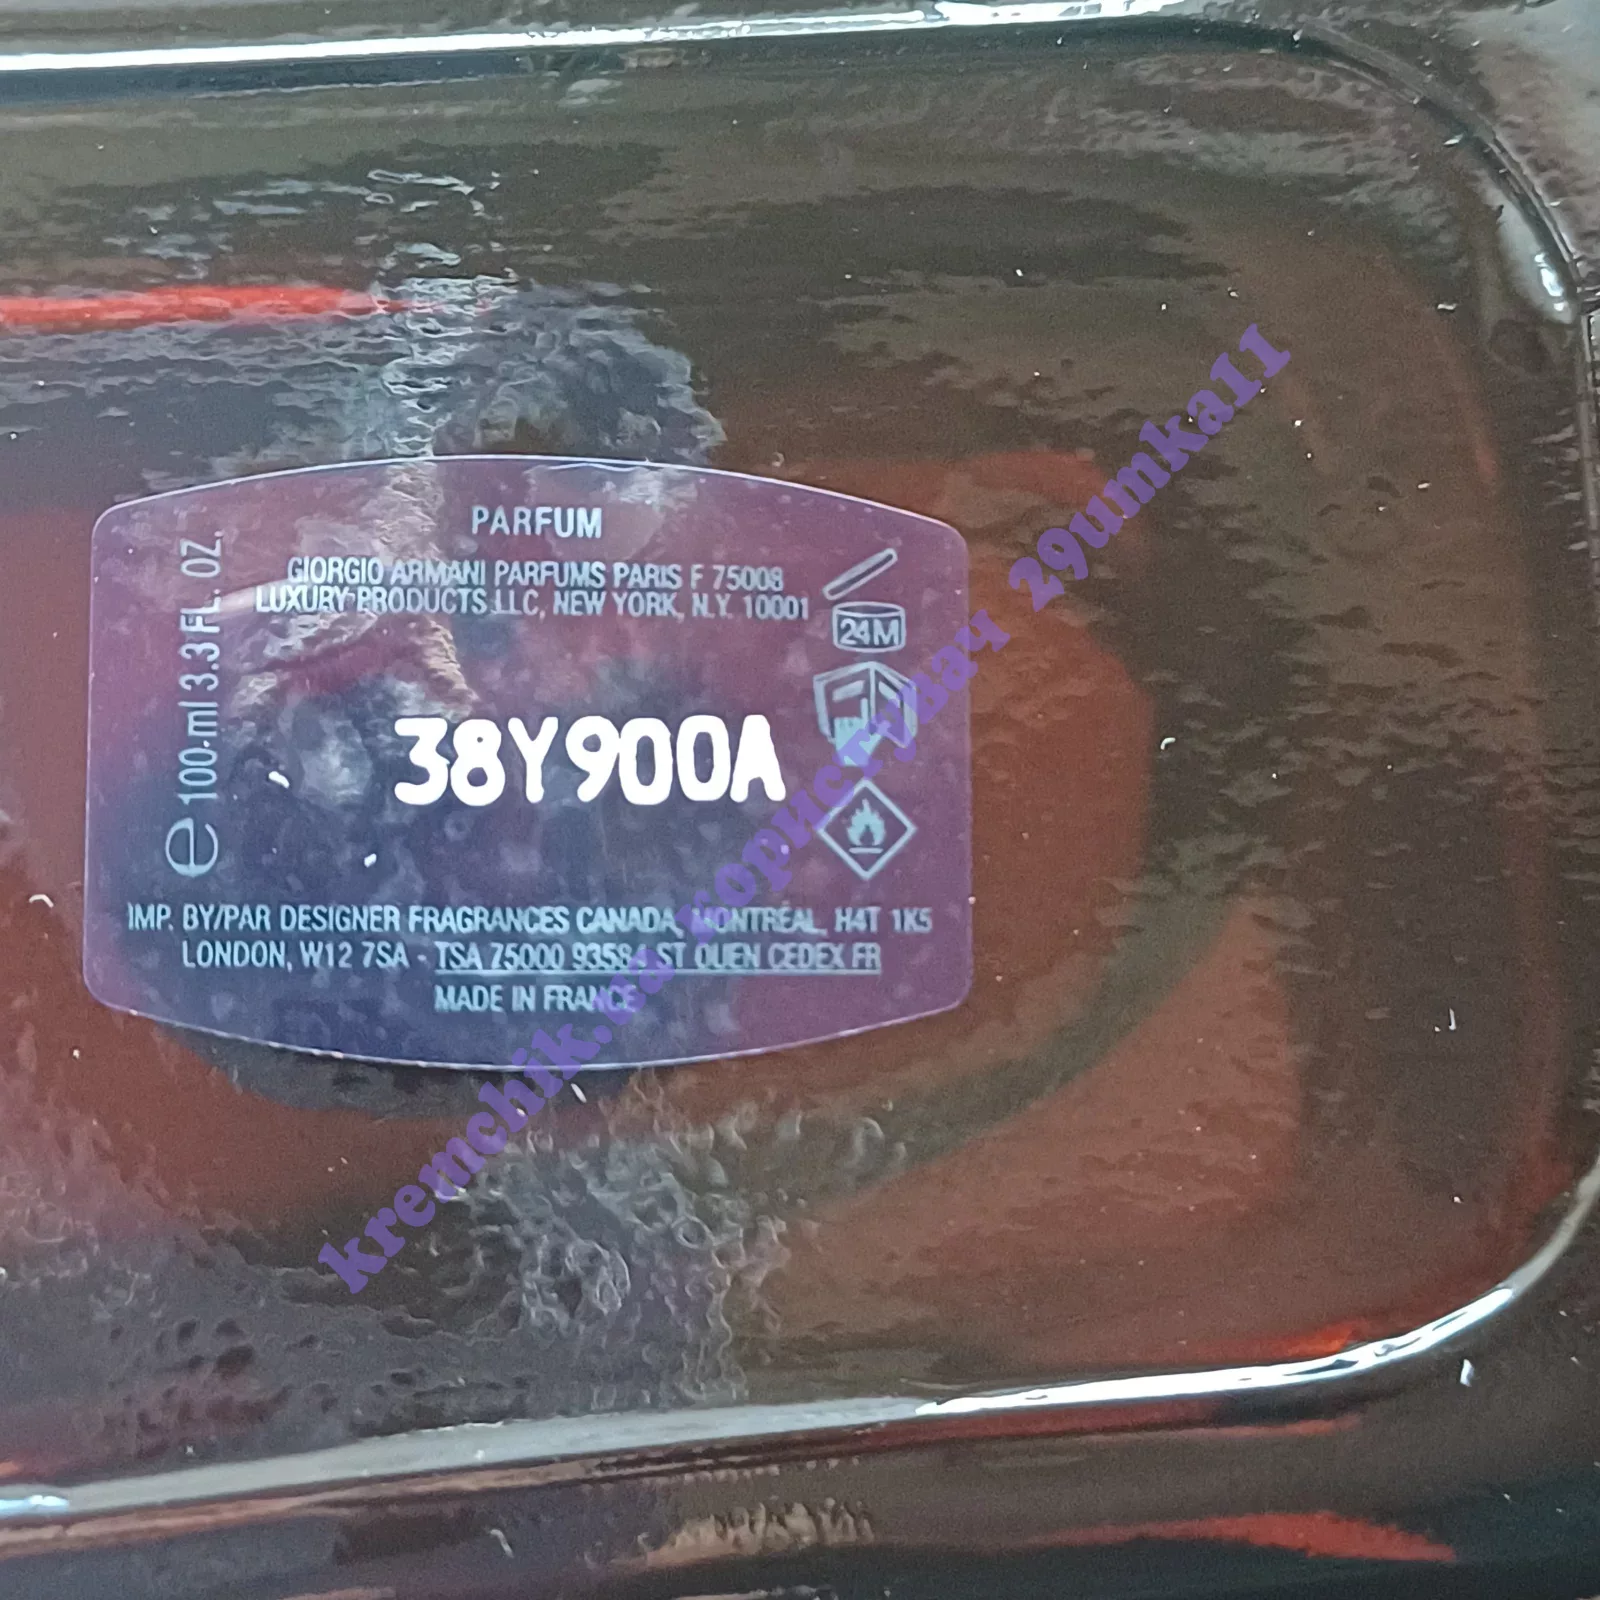 PARFUM
GIORGIO ARMANI PARFUMS PARIS F 75008
LUXURY PRODUCTS LLC, NEW YORK, N.Y. 10001
24M
℮ 100 ml 3.3 FL. OZ.
38Y900A
IMP. BY/PAR DESIGNER FRAGRANCES CANADA, MONTRÉAL, H4T 1K5
LONDON, W12 7SA - TSA 75000 93584 ST OUEN CEDEX FR
MADE IN FRANCE
kremchik.ua користувач 29umka11